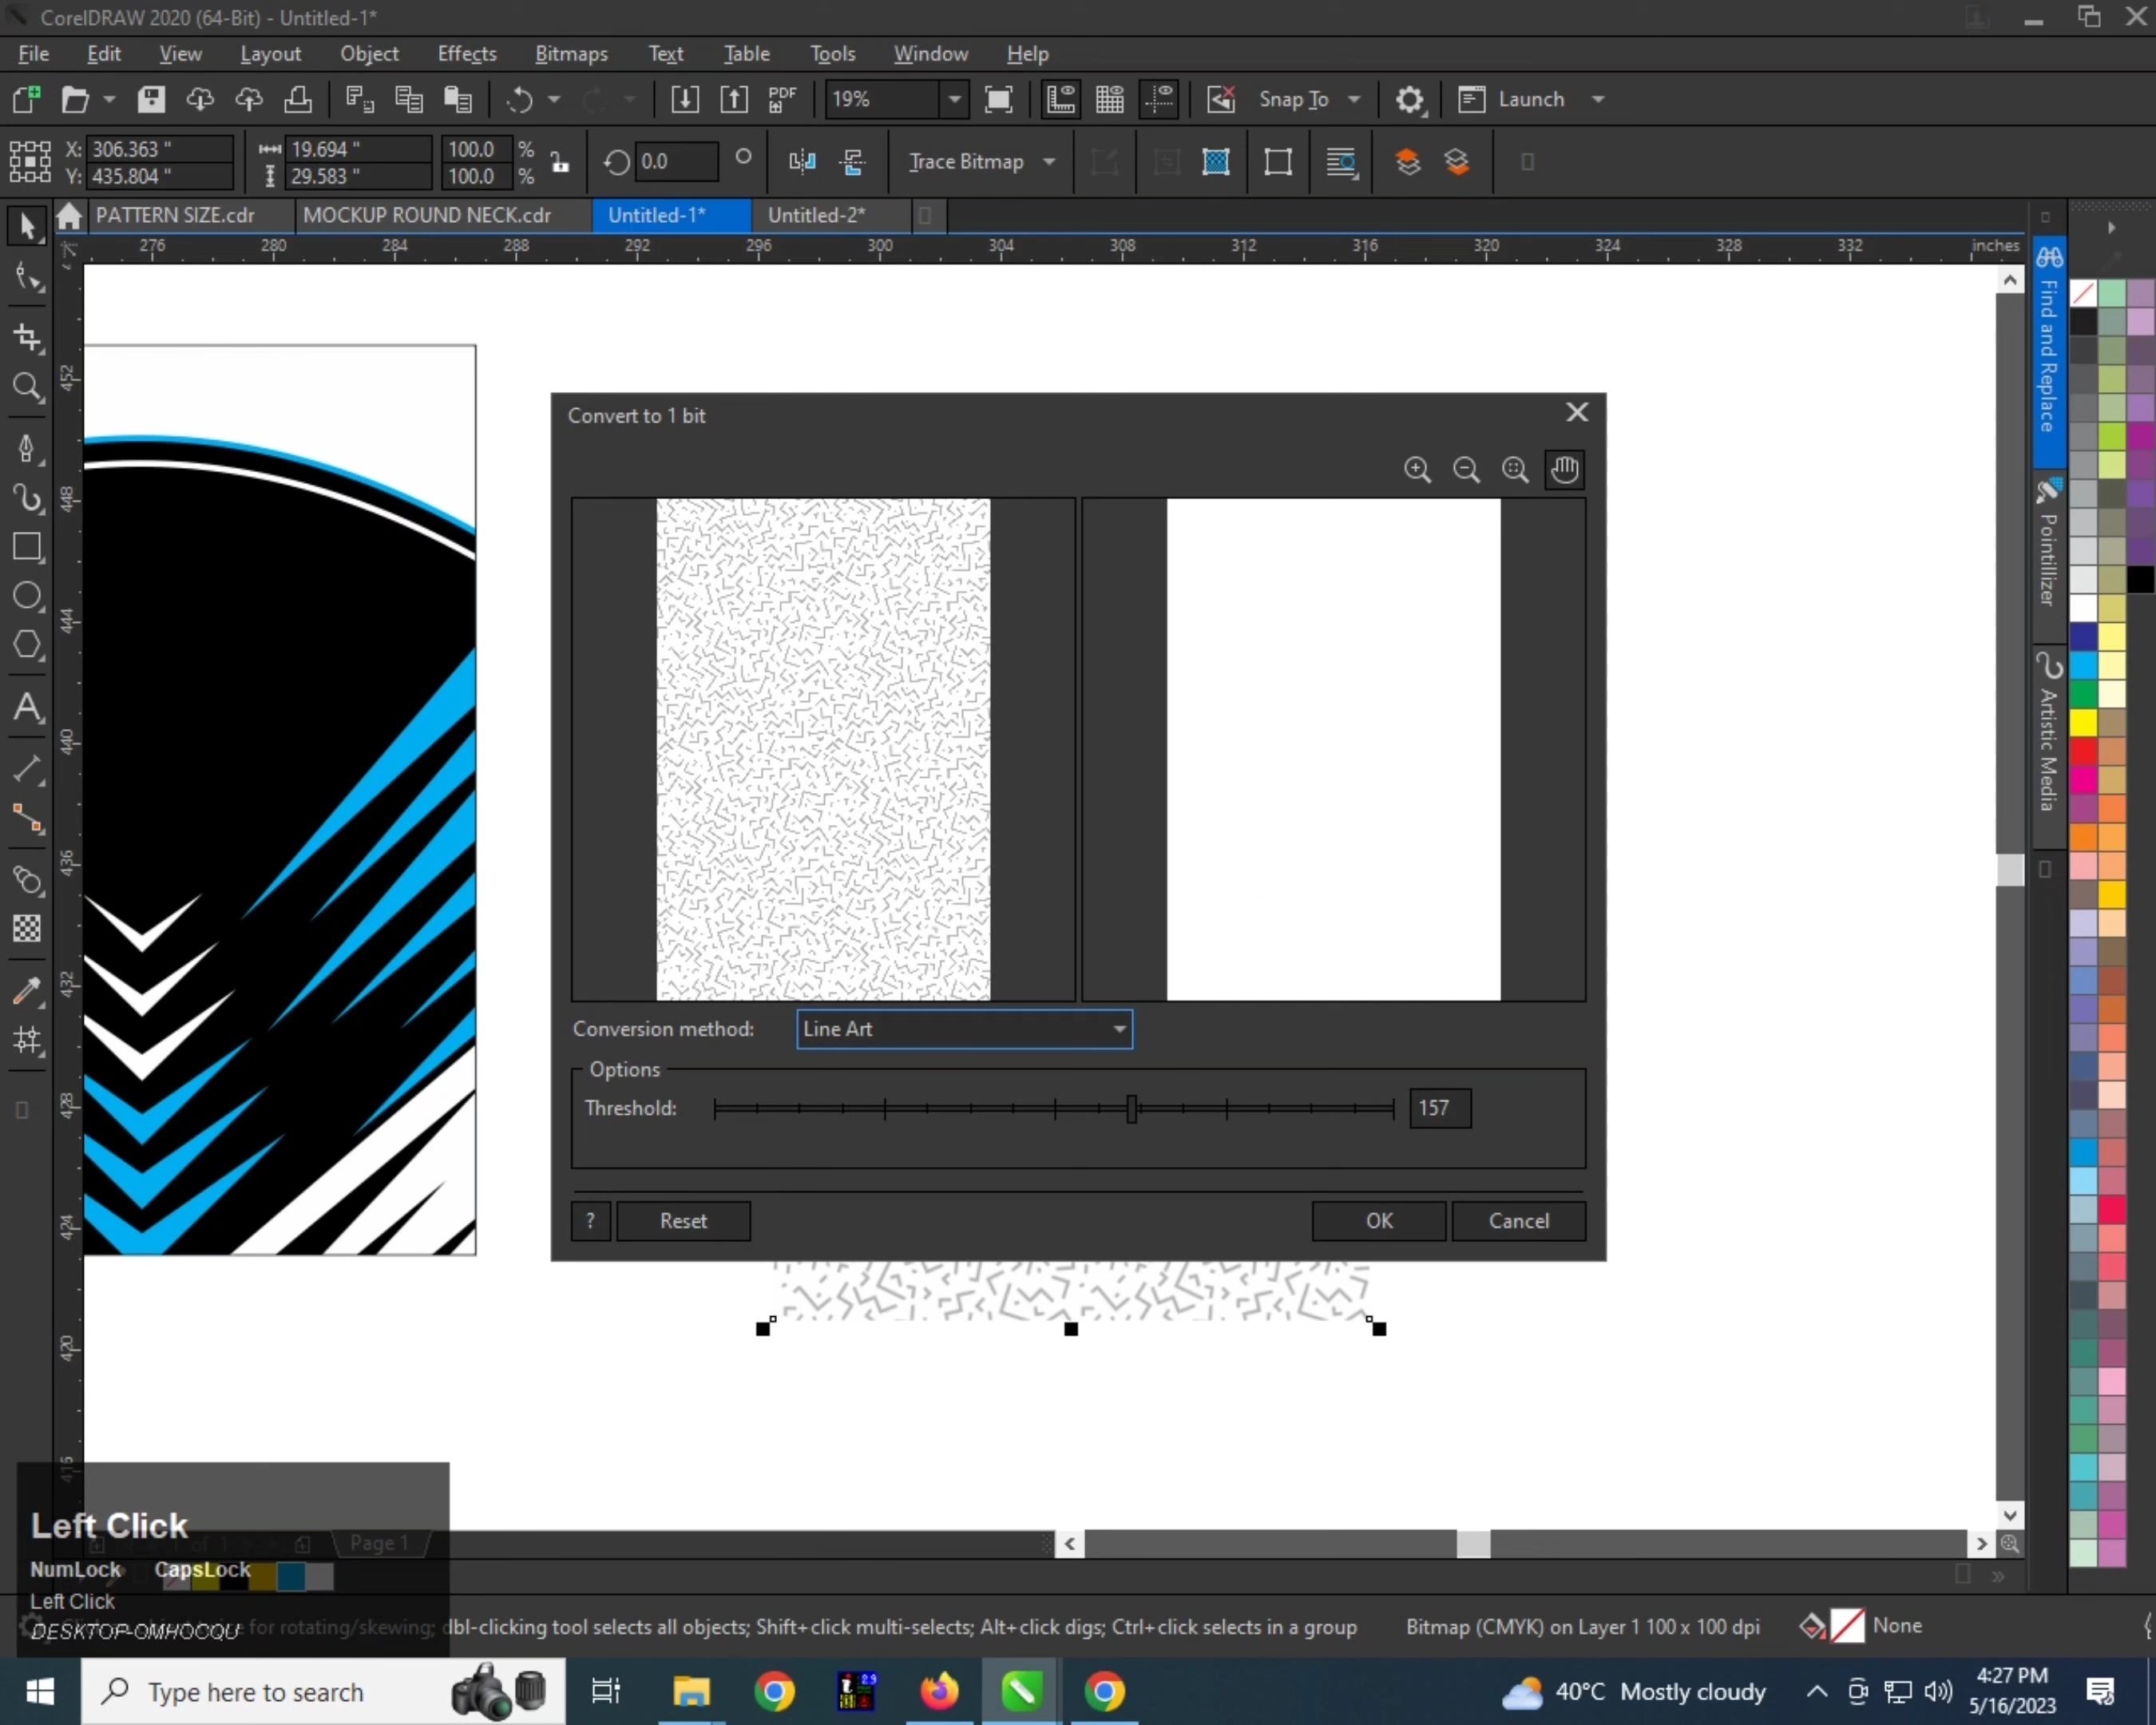 CorelDRAW 2020 (64-Bit) - Untitled-1*
File Edit View Layout Object Effects Bitmaps Text Table Tools Window Help
PDF 19% Snap To Launch
X: 306.363 " 19.694 " 100.0 % 0.0 Trace Bitmap
Y: 435.804 " 29.583 " 100.0 %
PATTERN SIZE.cdr MOCKUP ROUND NECK.cdr Untitled-1* Untitled-2*
276 280 284 288 292 296 300 304 308 312 316 320 324 328 332 inches
452
448
444
440
436
432
428
424
420
416
Find and Replace
Pointillizer
Artistic Media
Convert to 1 bit
Conversion method: Line Art
Options
Threshold: 157
? Reset OK Cancel
Left Click
1 of 1 Page 1
NumLock CapsLock
Left Click
DESKTOP-OMHOCQU for rotating/skewing; dbl-clicking tool selects all objects; Shift+click multi-selects; Alt+click digs; Ctrl+click selects in a group Bitmap (CMYK) on Layer 1 100 x 100 dpi None
Type here to search 40°C Mostly cloudy 4:27 PM
5/16/2023